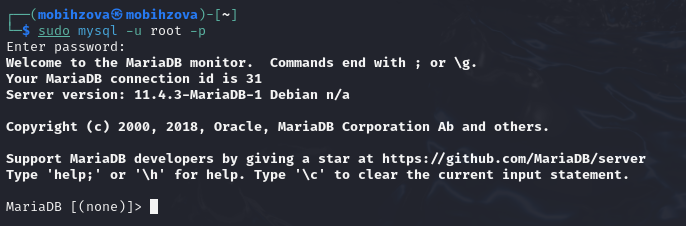 ┌──(mobihzova㉿mobihzova)-[~]
└─$ sudo mysql -u root -p
Enter password:
Welcome to the MariaDB monitor.  Commands end with ; or \g.
Your MariaDB connection id is 31
Server version: 11.4.3-MariaDB-1 Debian n/a
Copyright (c) 2000, 2018, Oracle, MariaDB Corporation Ab and others.
Support MariaDB developers by giving a star at https://github.com/MariaDB/server
Type 'help;' or '\h' for help. Type '\c' to clear the current input statement.
MariaDB [(none)]>